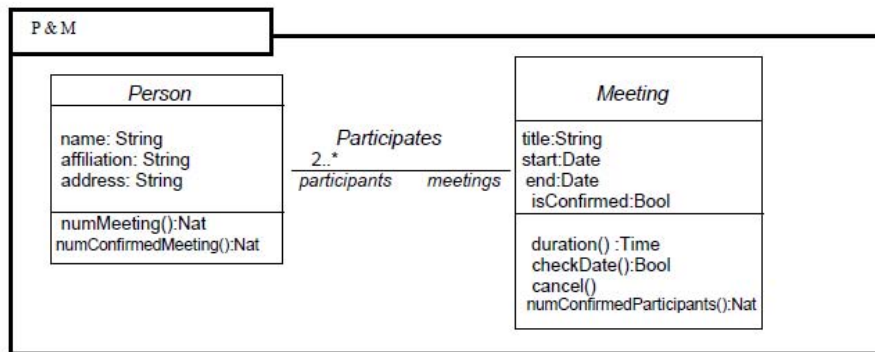 P & M
Person
name: String
affiliation: String
address: String
numMeeting():Nat
numConfirmedMeeting():Nat
Participates
2..*
participants meetings
Meeting
title:String
start:Date
end:Date
isConfirmed:Bool
duration() :Time
checkDate():Bool
cancel()
numConfirmedParticipants():Nat